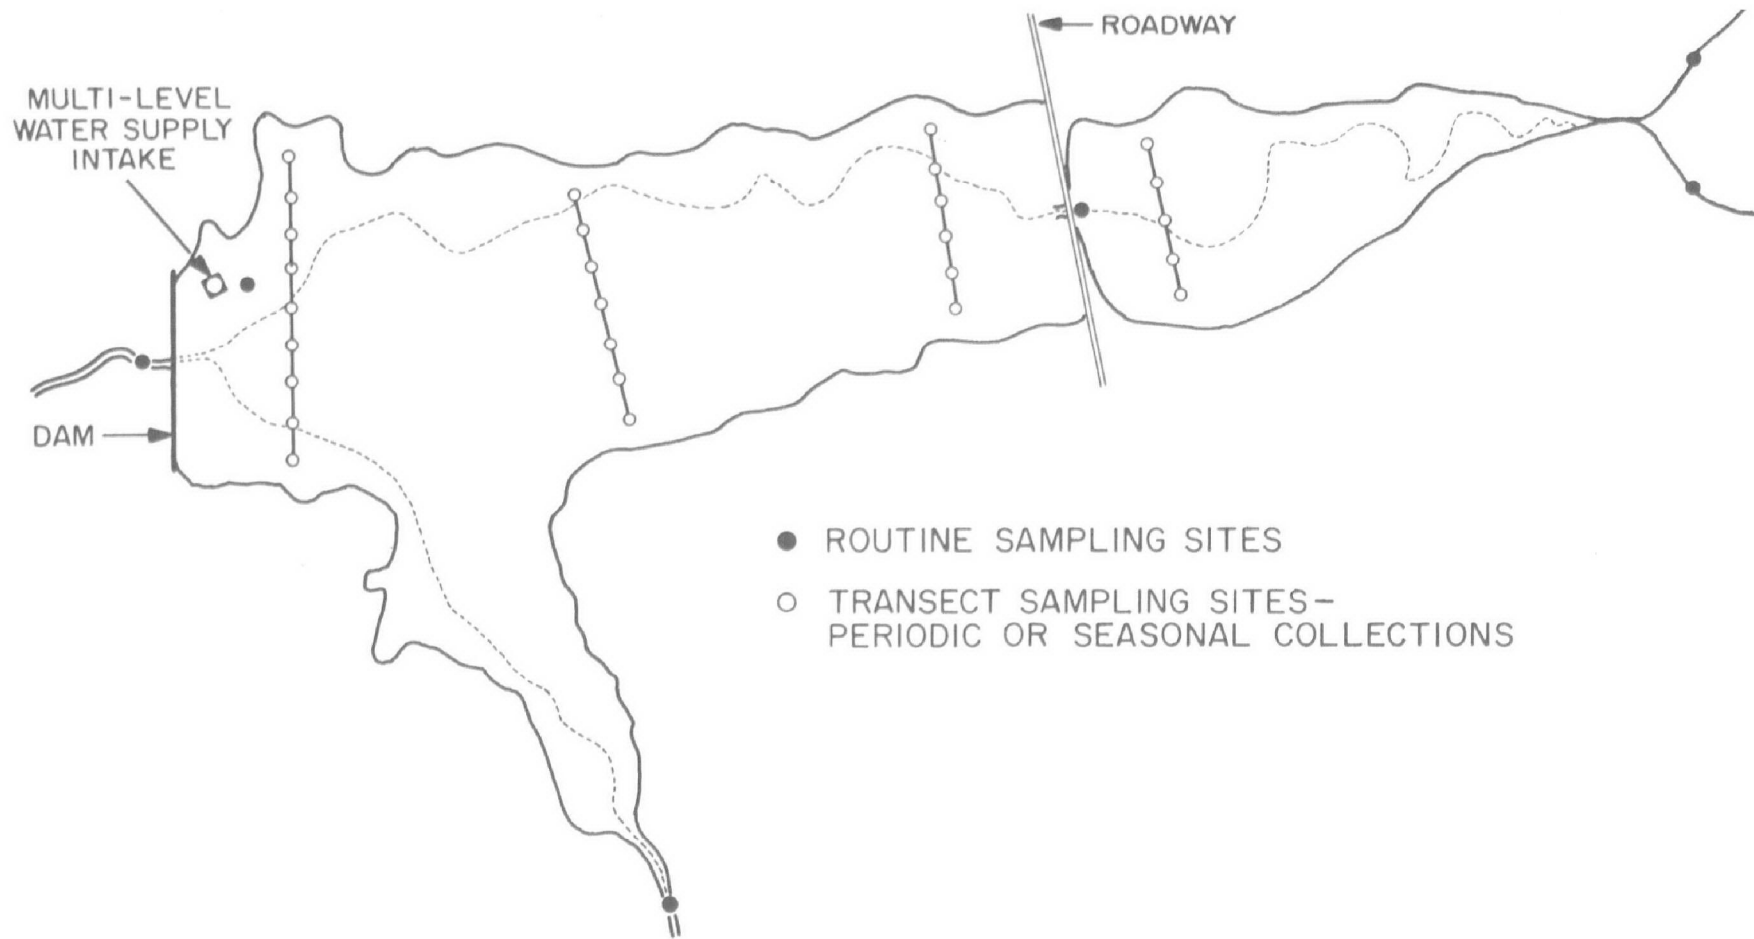 ROADWAY
MULTI-LEVEL
WATER SUPPLY
INTAKE
DAM
ROUTINE SAMPLING SITES
TRANSECT SAMPLING SITES—
PERIODIC OR SEASONAL COLLECTIONS